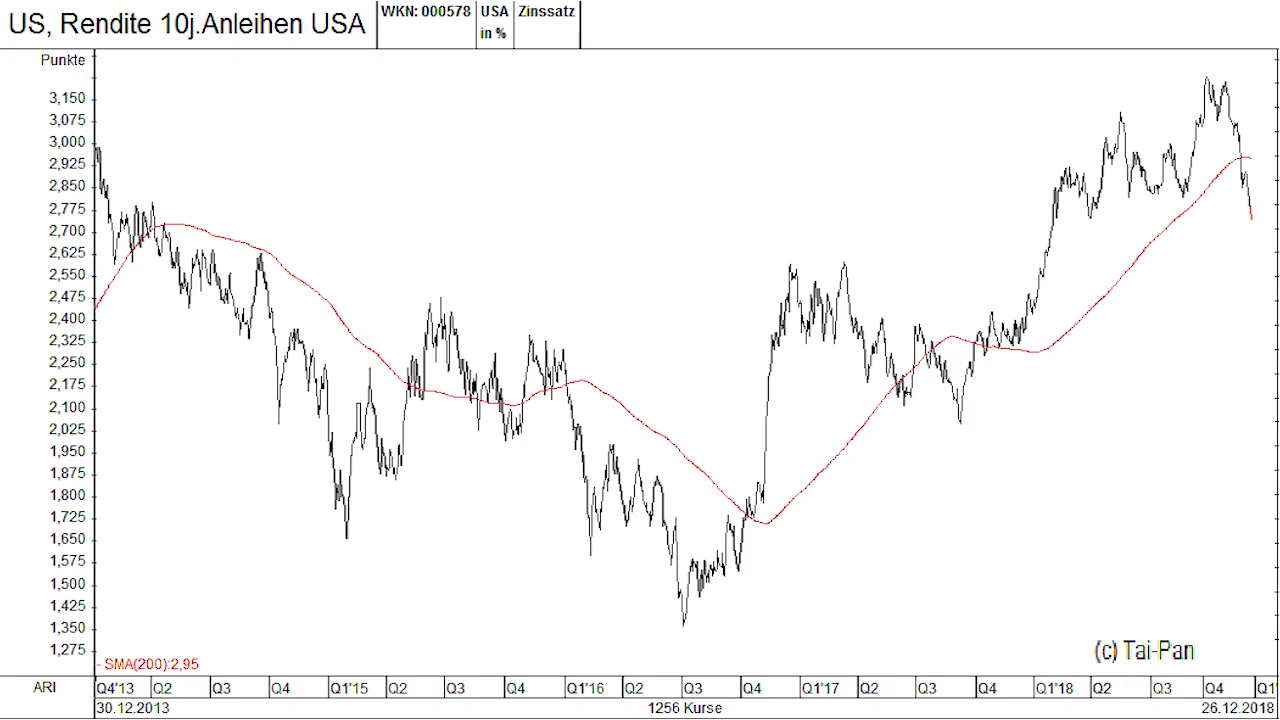 US, Rendite 10j.Anleihen USA
WKN: 000578
USA
in %
Zinssatz
Punkte
3,150
3,075
3,000
2,925
2,850
2,775
2,700
2,625
2,550
2,475
2,400
2,325
2,250
2,175
2,100
2,025
1,950
1,875
1,800
1,725
1,650
1,575
1,500
1,425
1,350
1,275
- SMA(200):2,95
(c) Tai-Pan
ARI
Q4'13 Q2 Q3 Q4 Q1'15 Q2 Q3 Q4 Q1'16 Q2 Q3 Q4 Q1'17 Q2 Q3 Q4 Q1'18 Q2 Q3 Q4 Q1'
30.12.2013 1256 Kurse 26.12.2018